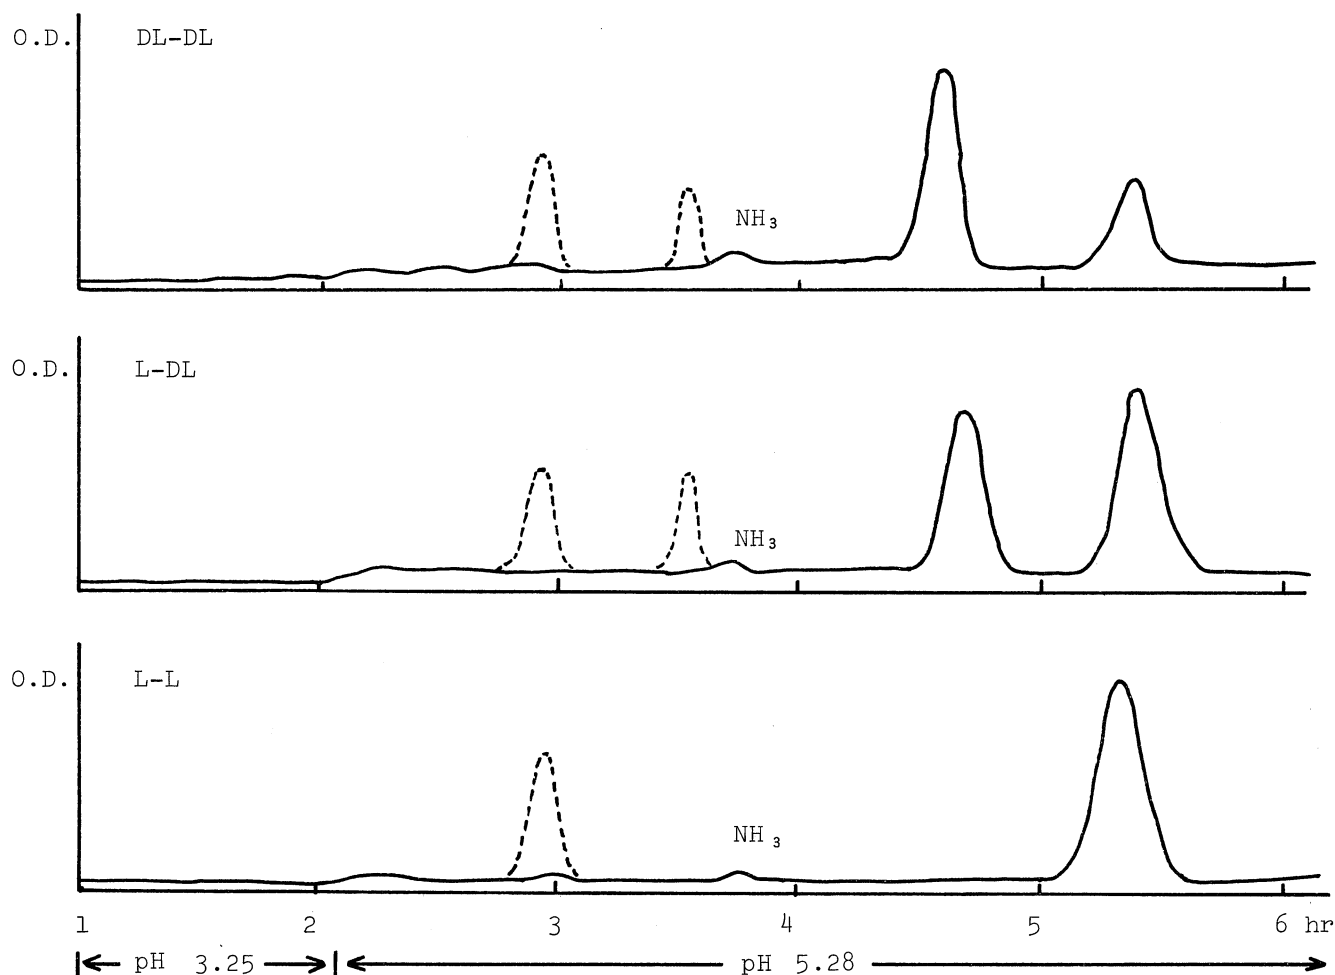 O.D. DL-DL
NH₃
O.D. L-DL
NH₃
O.D. L-L
NH₃
1 2 3 4 5 6 hr
pH 3.25 pH 5.28